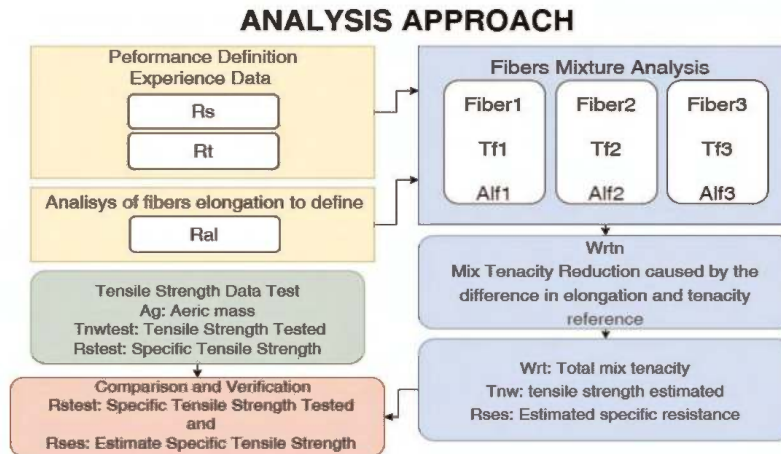 ANALYSIS APPROACH
Peformance Definition
Experience Data
Rs
Rt
Analisys of fibers elongation to define
Ral
Fibers Mixture Analysis
Fiber1
Tf1
Alf1
Fiber2
Tf2
Alf2
Fiber3
Tf3
Alf3
Wrtn
Mix Tenacity Reduction caused by the
difference in elongation and tenacity
reference
Tensile Strength Data Test
Ag: Aeric mass
Tnwtest: Tensile Strength Tested
Rstest: Specific Tensile Strength
Wrt: Total mix tenacity
Tnw: tensile strength estimated
Rses: Estimated specific resistance
Comparison and Verification
Rstest: Specific Tensile Strength Tested
and
Rses: Estimate Specific Tensile Strength